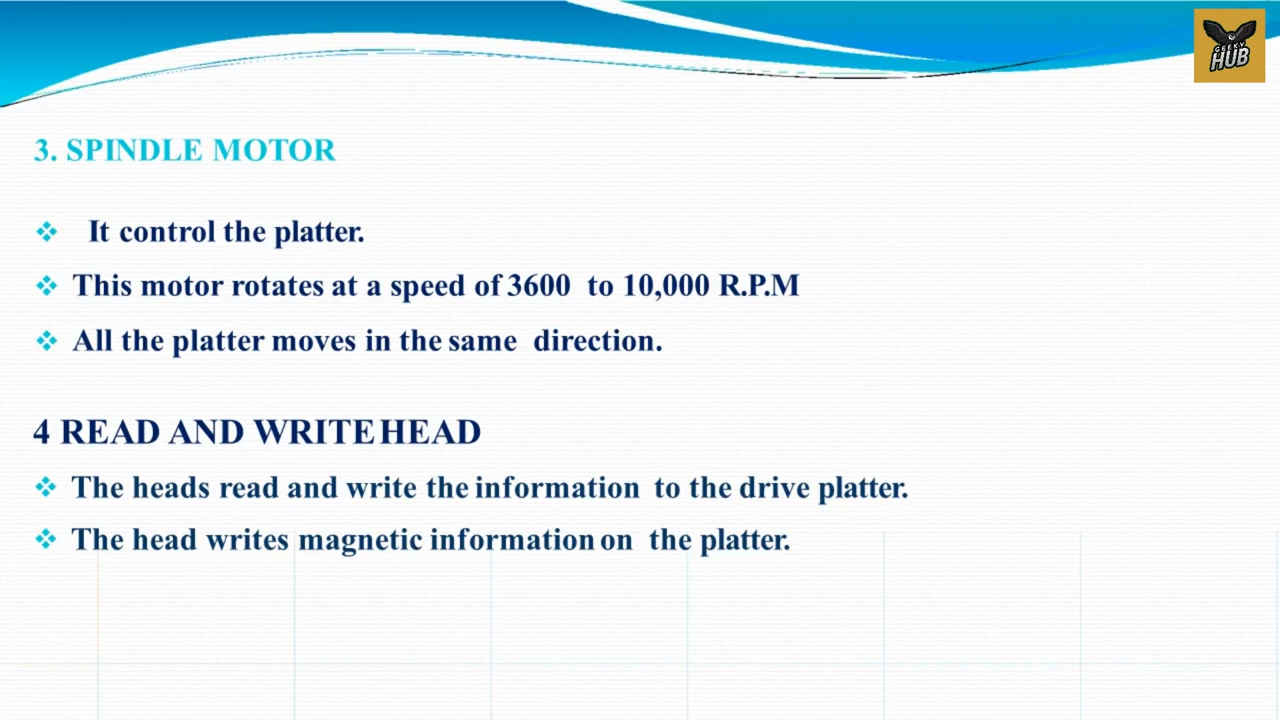 GEEKY
HUB
3. SPINDLE MOTOR
It control the platter.
This motor rotates at a speed of 3600 to 10,000 R.P.M
All the platter moves in the same direction.
4 READ AND WRITE HEAD
The heads read and write the information to the drive platter.
The head writes magnetic information on the platter.